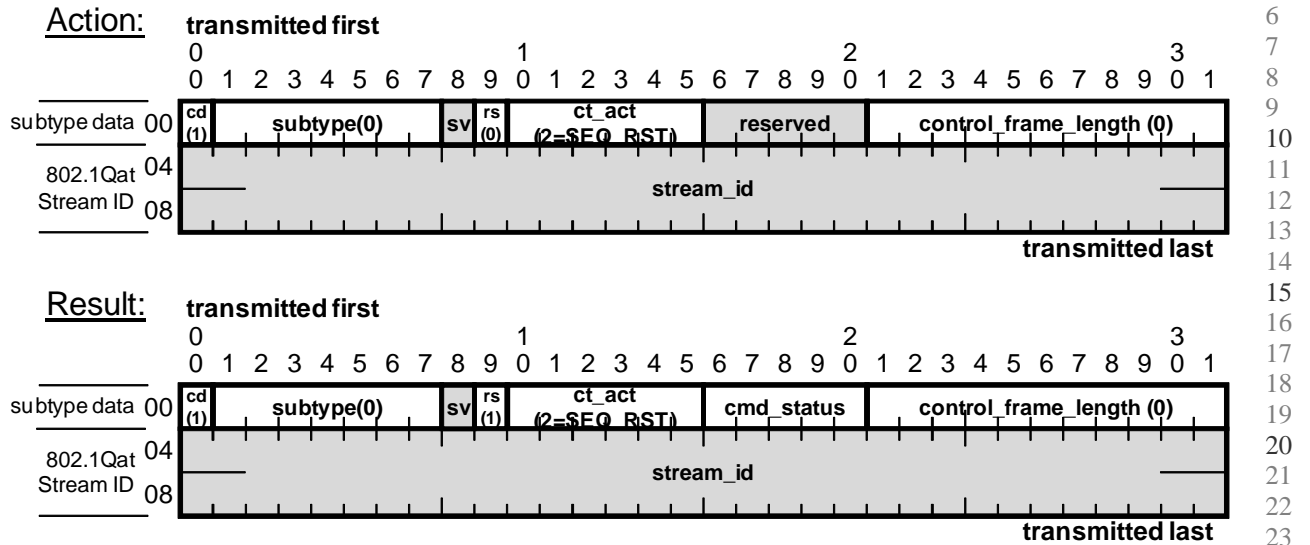 Action: transmitted first
0 1 2 3
0 1 2 3 4 5 6 7 8 9 0 1 2 3 4 5 6 7 8 9 0 1 2 3 4 5 6 7 8 9 0 1
subtype data 00 cd (1) subtype(0) sv rs (0) ct_act (2=SEQ_RST) reserved control_frame_length (0)
802.1Qat Stream ID 04 08 stream_id
transmitted last
Result: transmitted first
0 1 2 3
0 1 2 3 4 5 6 7 8 9 0 1 2 3 4 5 6 7 8 9 0 1 2 3 4 5 6 7 8 9 0 1
subtype data 00 cd (1) subtype(0) sv rs (1) ct_act (2=SEQ_RST) cmd_status control_frame_length (0)
802.1Qat Stream ID 04 08 stream_id
transmitted last
6
7
8
9
10
11
12
13
14
15
16
17
18
19
20
21
22
23